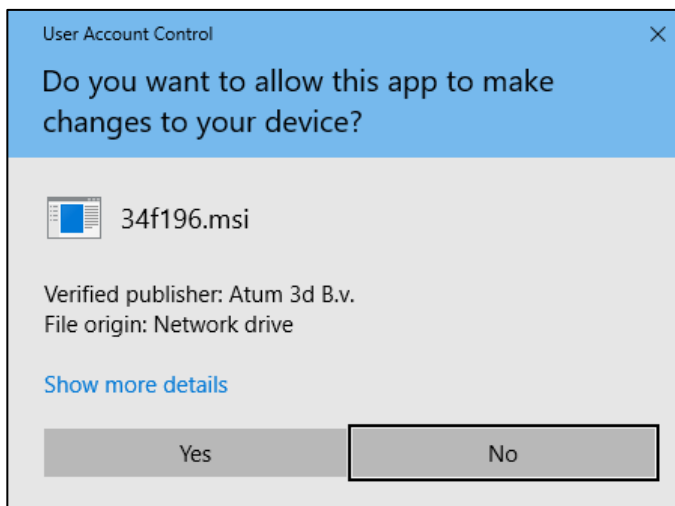 User Account Control
Do you want to allow this app to make
changes to your device?
34f196.msi
Verified publisher: Atum 3d B.v.
File origin: Network drive
Show more details
Yes
No